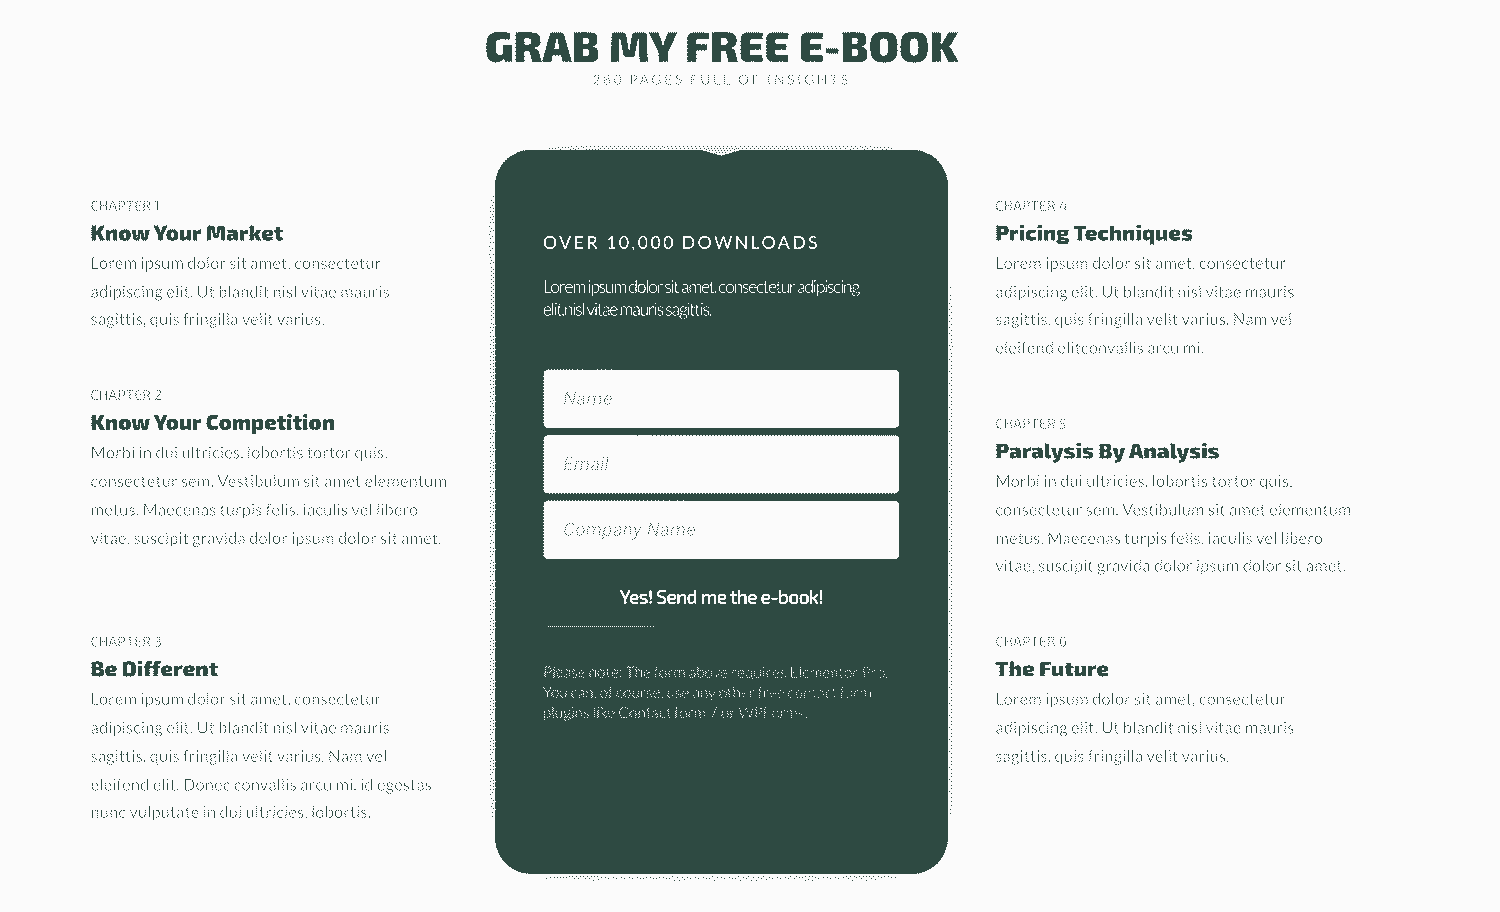 GRAB MY FREE E-BOOK
260 PAGES FULL OF INSIGHTS
CHAPTER 1
Know Your Market
Lorem ipsum dolor sit amet, consectetur
adipiscing elit. Ut blandit nisl vitae mauris
sagittis, quis fringilla velit varius.
CHAPTER 2
Know Your Competition
Morbi in dui ultricies, lobortis tortor quis,
consectetur sem. Vestibulum sit amet elementum
metus. Maecenas turpis felis, iaculis vel libero
vitae, suscipit gravida dolor ipsum dolor sit amet.
CHAPTER 3
Be Different
Lorem ipsum dolor sit amet, consectetur
adipiscing elit. Ut blandit nisl vitae mauris
sagittis, quis fringilla velit varius. Nam vel
eleifend elit. Donec convallis arcu mi, id egestas
nunc vulputate in dui ultricies, lobortis.
OVER 10,000 DOWNLOADS
Lorem ipsum dolor sit amet, consectetur adipiscing
elit.nisl vitae mauris sagittis.
Name
Email
Company Name
Yes! Send me the e-book!
Please note: The form above requires Elementor Pro.
You can, of course, use any other free contact form
plugins like Contact form 7 or WPForms.
CHAPTER 4
Pricing Techniques
Lorem ipsum dolor sit amet, consectetur
adipiscing elit. Ut blandit nisl vitae mauris
sagittis, quis fringilla velit varius. Nam vel
eleifend elitconvallis arcu mi.
CHAPTER 5
Paralysis By Analysis
Morbi in dui ultricies, lobortis tortor quis,
consectetur sem. Vestibulum sit amet elementum
metus. Maecenas turpis felis, iaculis vel libero
vitae, suscipit gravida dolor ipsum dolor sit amet.
CHAPTER 6
The Future
Lorem ipsum dolor sit amet, consectetur
adipiscing elit. Ut blandit nisl vitae mauris
sagittis, quis fringilla velit varius.